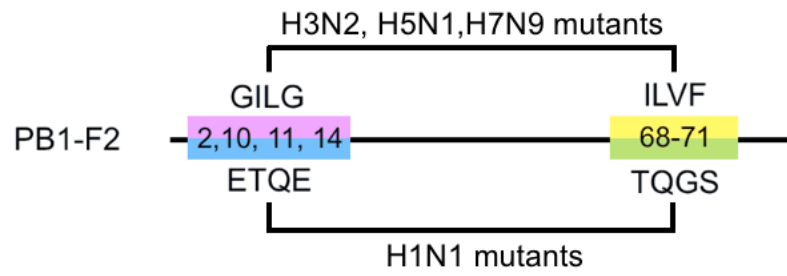 H3N2, H5N1,H7N9 mutants
GILG ILVF
PB1-F2 2,10, 11, 14 68-71
ETQE TQGS
H1N1 mutants